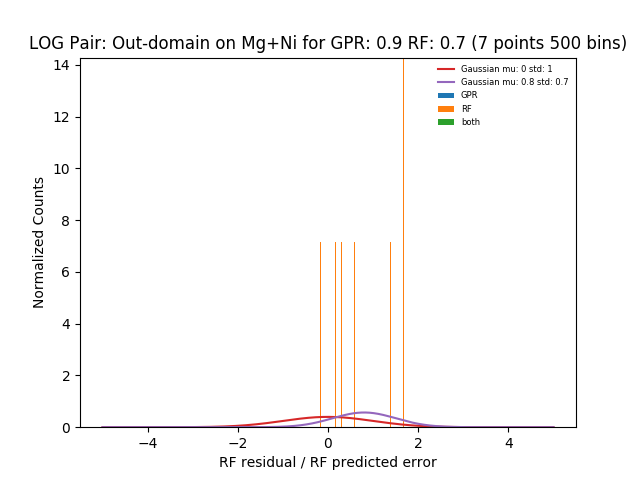 LOG Pair: Out-domain on Mg+Ni for GPR: 0.9 RF: 0.7 (7 points 500 bins)
Gaussian mu: 0 std: 1
Gaussian mu: 0.8 std: 0.7
GPR
RF
both
Normalized Counts
14
12
10
8
6
4
2
0
−4
−2
0
2
4
RF residual / RF predicted error